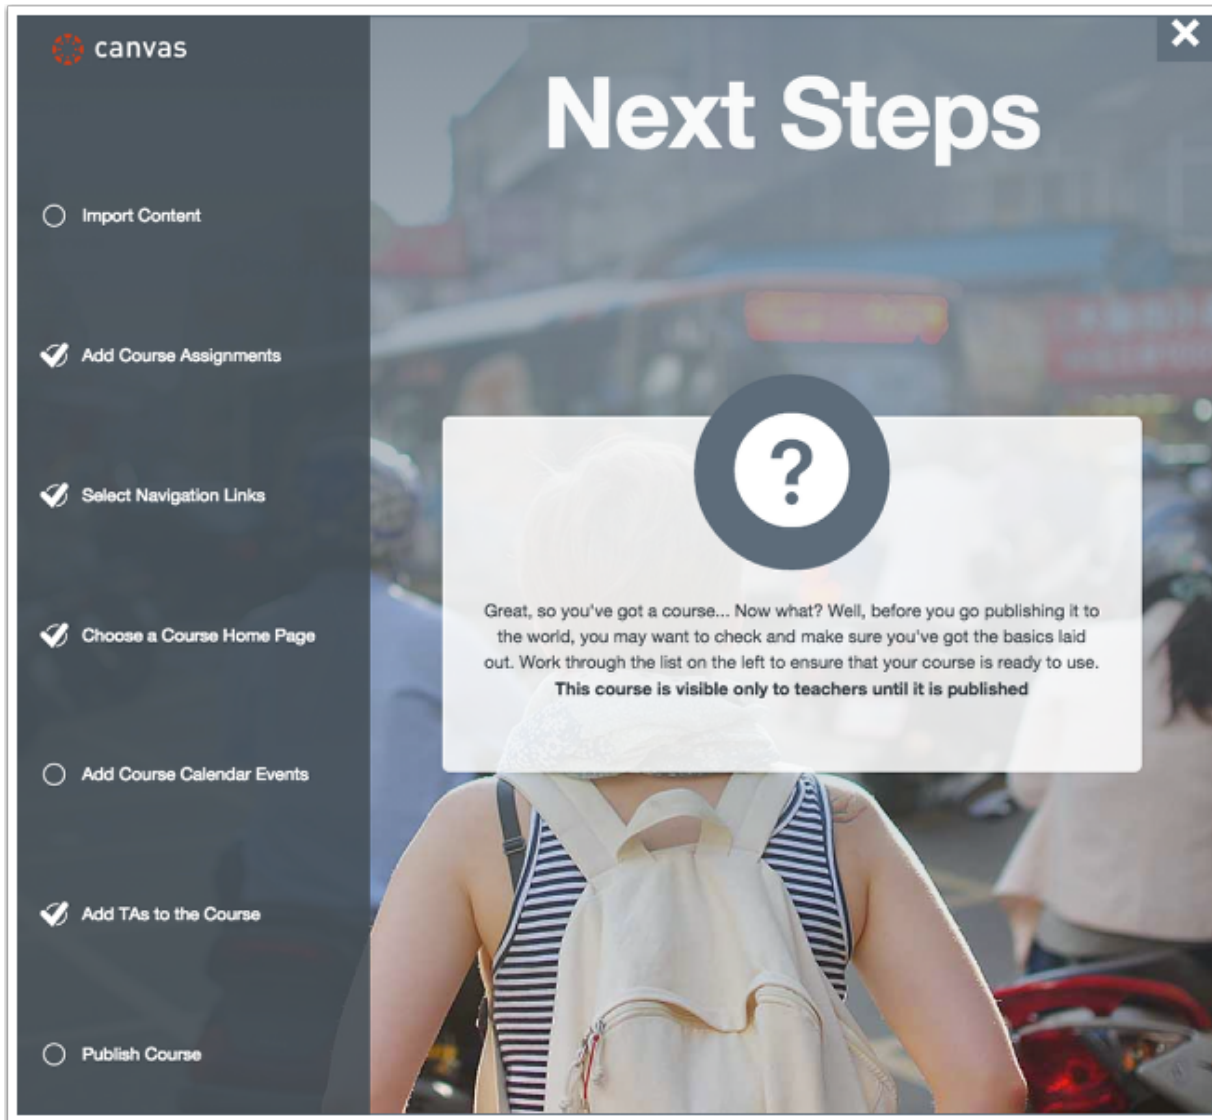 canvas
Next Steps
Import Content
Add Course Assignments
Select Navigation Links
Choose a Course Home Page
Add Course Calendar Events
Add TAs to the Course
Publish Course
?
Great, so you've got a course... Now what? Well, before you go publishing it to
the world, you may want to check and make sure you've got the basics laid
out. Work through the list on the left to ensure that your course is ready to use.
This course is visible only to teachers until it is published